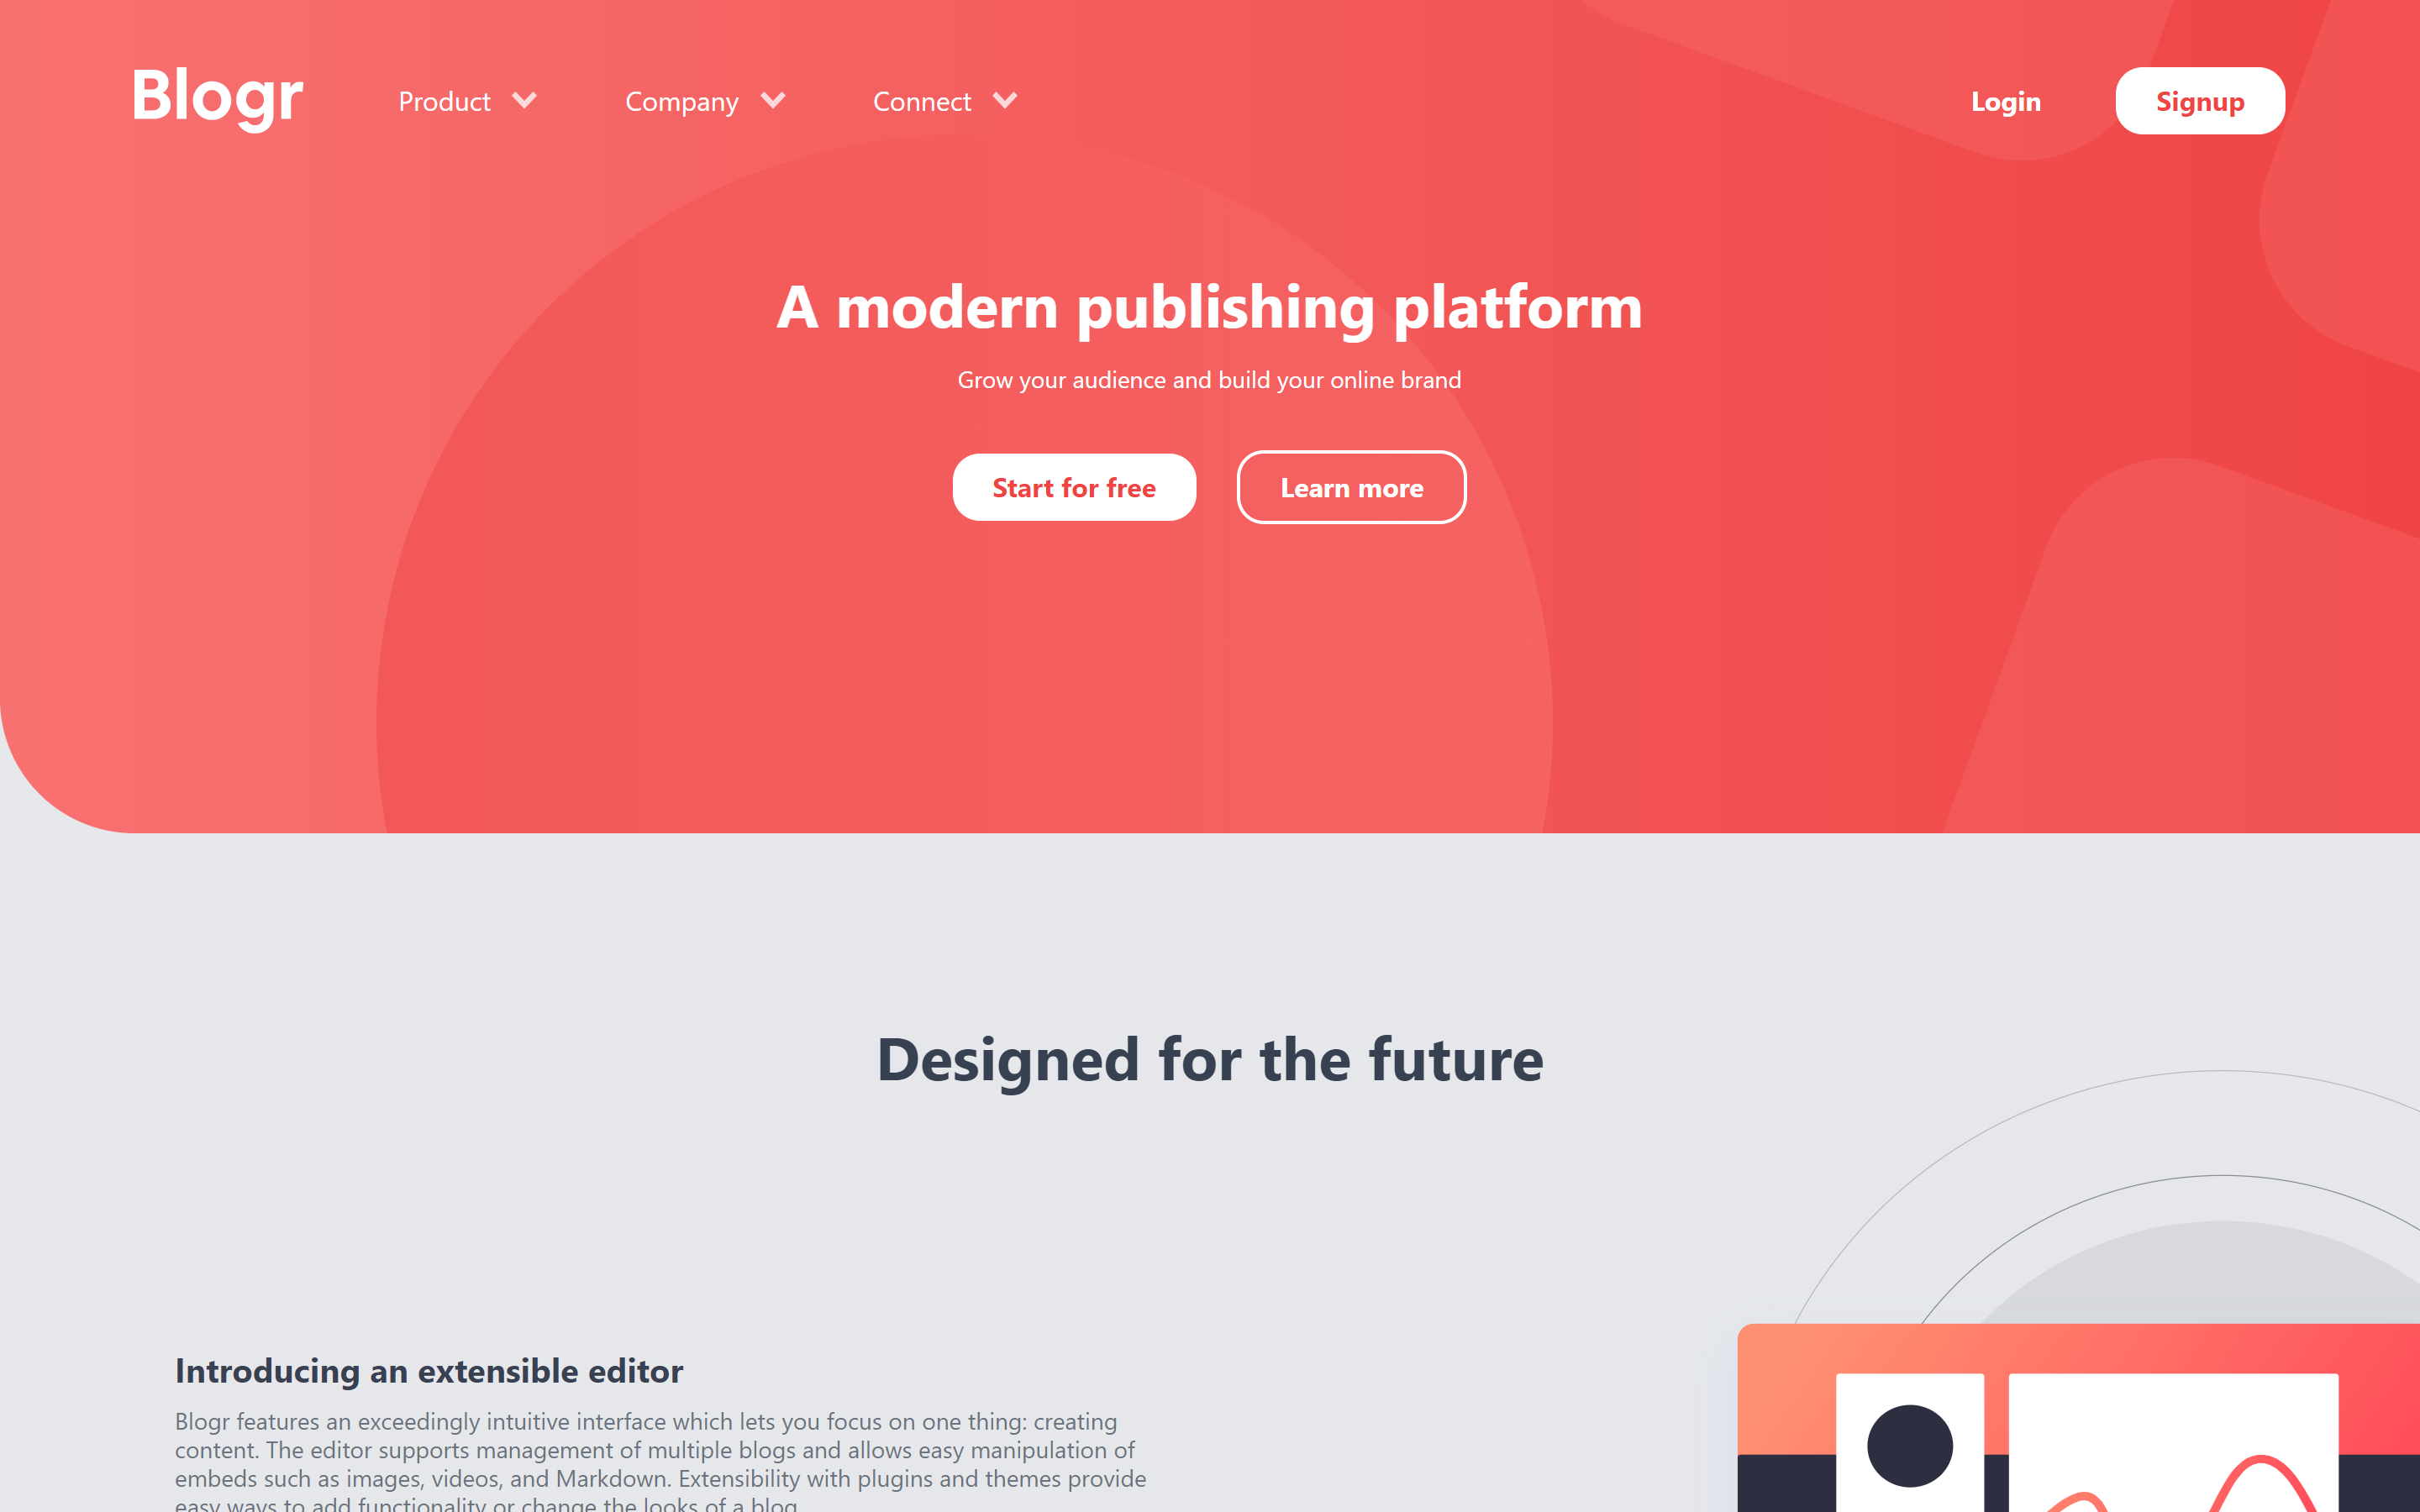 Blogr
Product
Company
Connect
Login
Signup
A modern publishing platform
Grow your audience and build your online brand
Start for free
Learn more
Designed for the future
Introducing an extensible editor
Blogr features an exceedingly intuitive interface which lets you focus on one thing: creating
content. The editor supports management of multiple blogs and allows easy manipulation of
embeds such as images, videos, and Markdown. Extensibility with plugins and themes provide
easy ways to add functionality or change the looks of a blog.